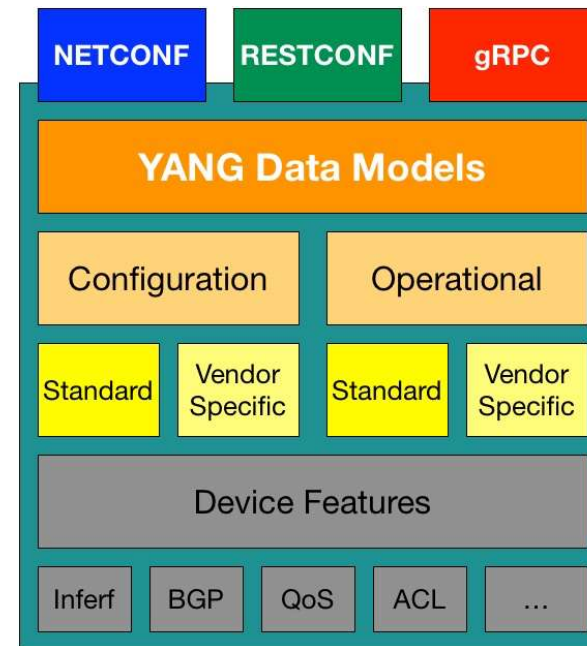 NETCONF RESTCONF gRPC
YANG Data Models
Configuration Operational
Standard Vendor Specific Standard Vendor Specific
Device Features
Inferf BGP QoS ACL ...